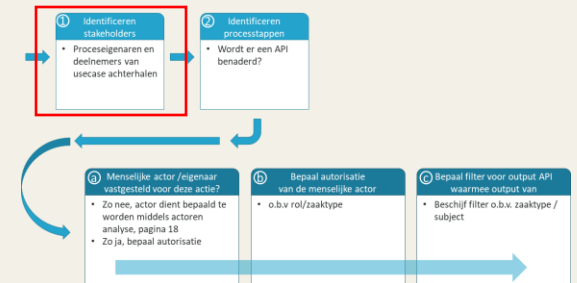 1 Identificeren
stakeholders
• Proceseigenaren en
deelnemers van
usecase achterhalen
2 Identificeren
processtappen
• Wordt er een API
benaderd?
a Menselijke actor /eigenaar
vastgesteld voor deze actie?
• Zo nee, actor dient bepaald te
worden middels actoren
analyse, pagina 18
• Zo ja, bepaal autorisatie
b Bepaal autorisatie
van de menselijke actor
• o.b.v rol/zaaktype
c Bepaal filter voor output API
waarmee output van
• Beschijf filter o.b.v. zaaktype /
subject